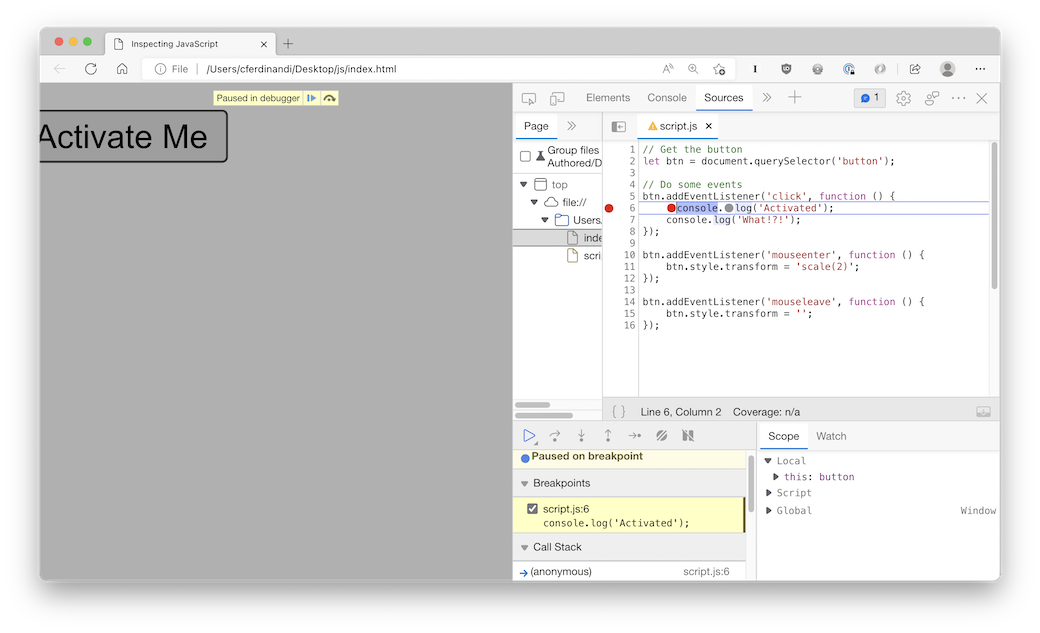 Inspecting JavaScript
File
/Users/cferdinandi/Desktop/js/index.html
Paused in debugger
Activate Me
Elements
Console
Sources
1
Page
script.js
Group files
Authored/D
top
file://
Users
inde
scri
1 // Get the button
2 let btn = document.querySelector('button');
3
4 // Do some events
5 btn.addEventListener('click', function () {
6 console.log('Activated');
7 console.log('What!?!');
8 });
9
10 btn.addEventListener('mouseenter', function () {
11 btn.style.transform = 'scale(2)';
12 });
13
14 btn.addEventListener('mouseleave', function () {
15 btn.style.transform = '';
16 });
{ } Line 6, Column 2 Coverage: n/a
Paused on breakpoint
Breakpoints
script.js:6
console.log('Activated');
Call Stack
(anonymous) script.js:6
Scope Watch
Local
this: button
Script
Global Window